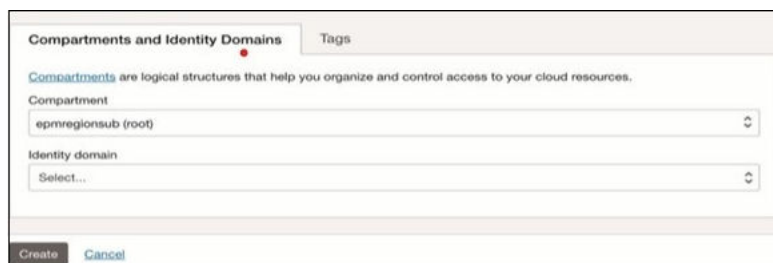 Compartments and Identity Domains
Tags
Compartments are logical structures that help you organize and control access to your cloud resources.
Compartment
epmregionsub (root)
Identity domain
Select...
Create
Cancel